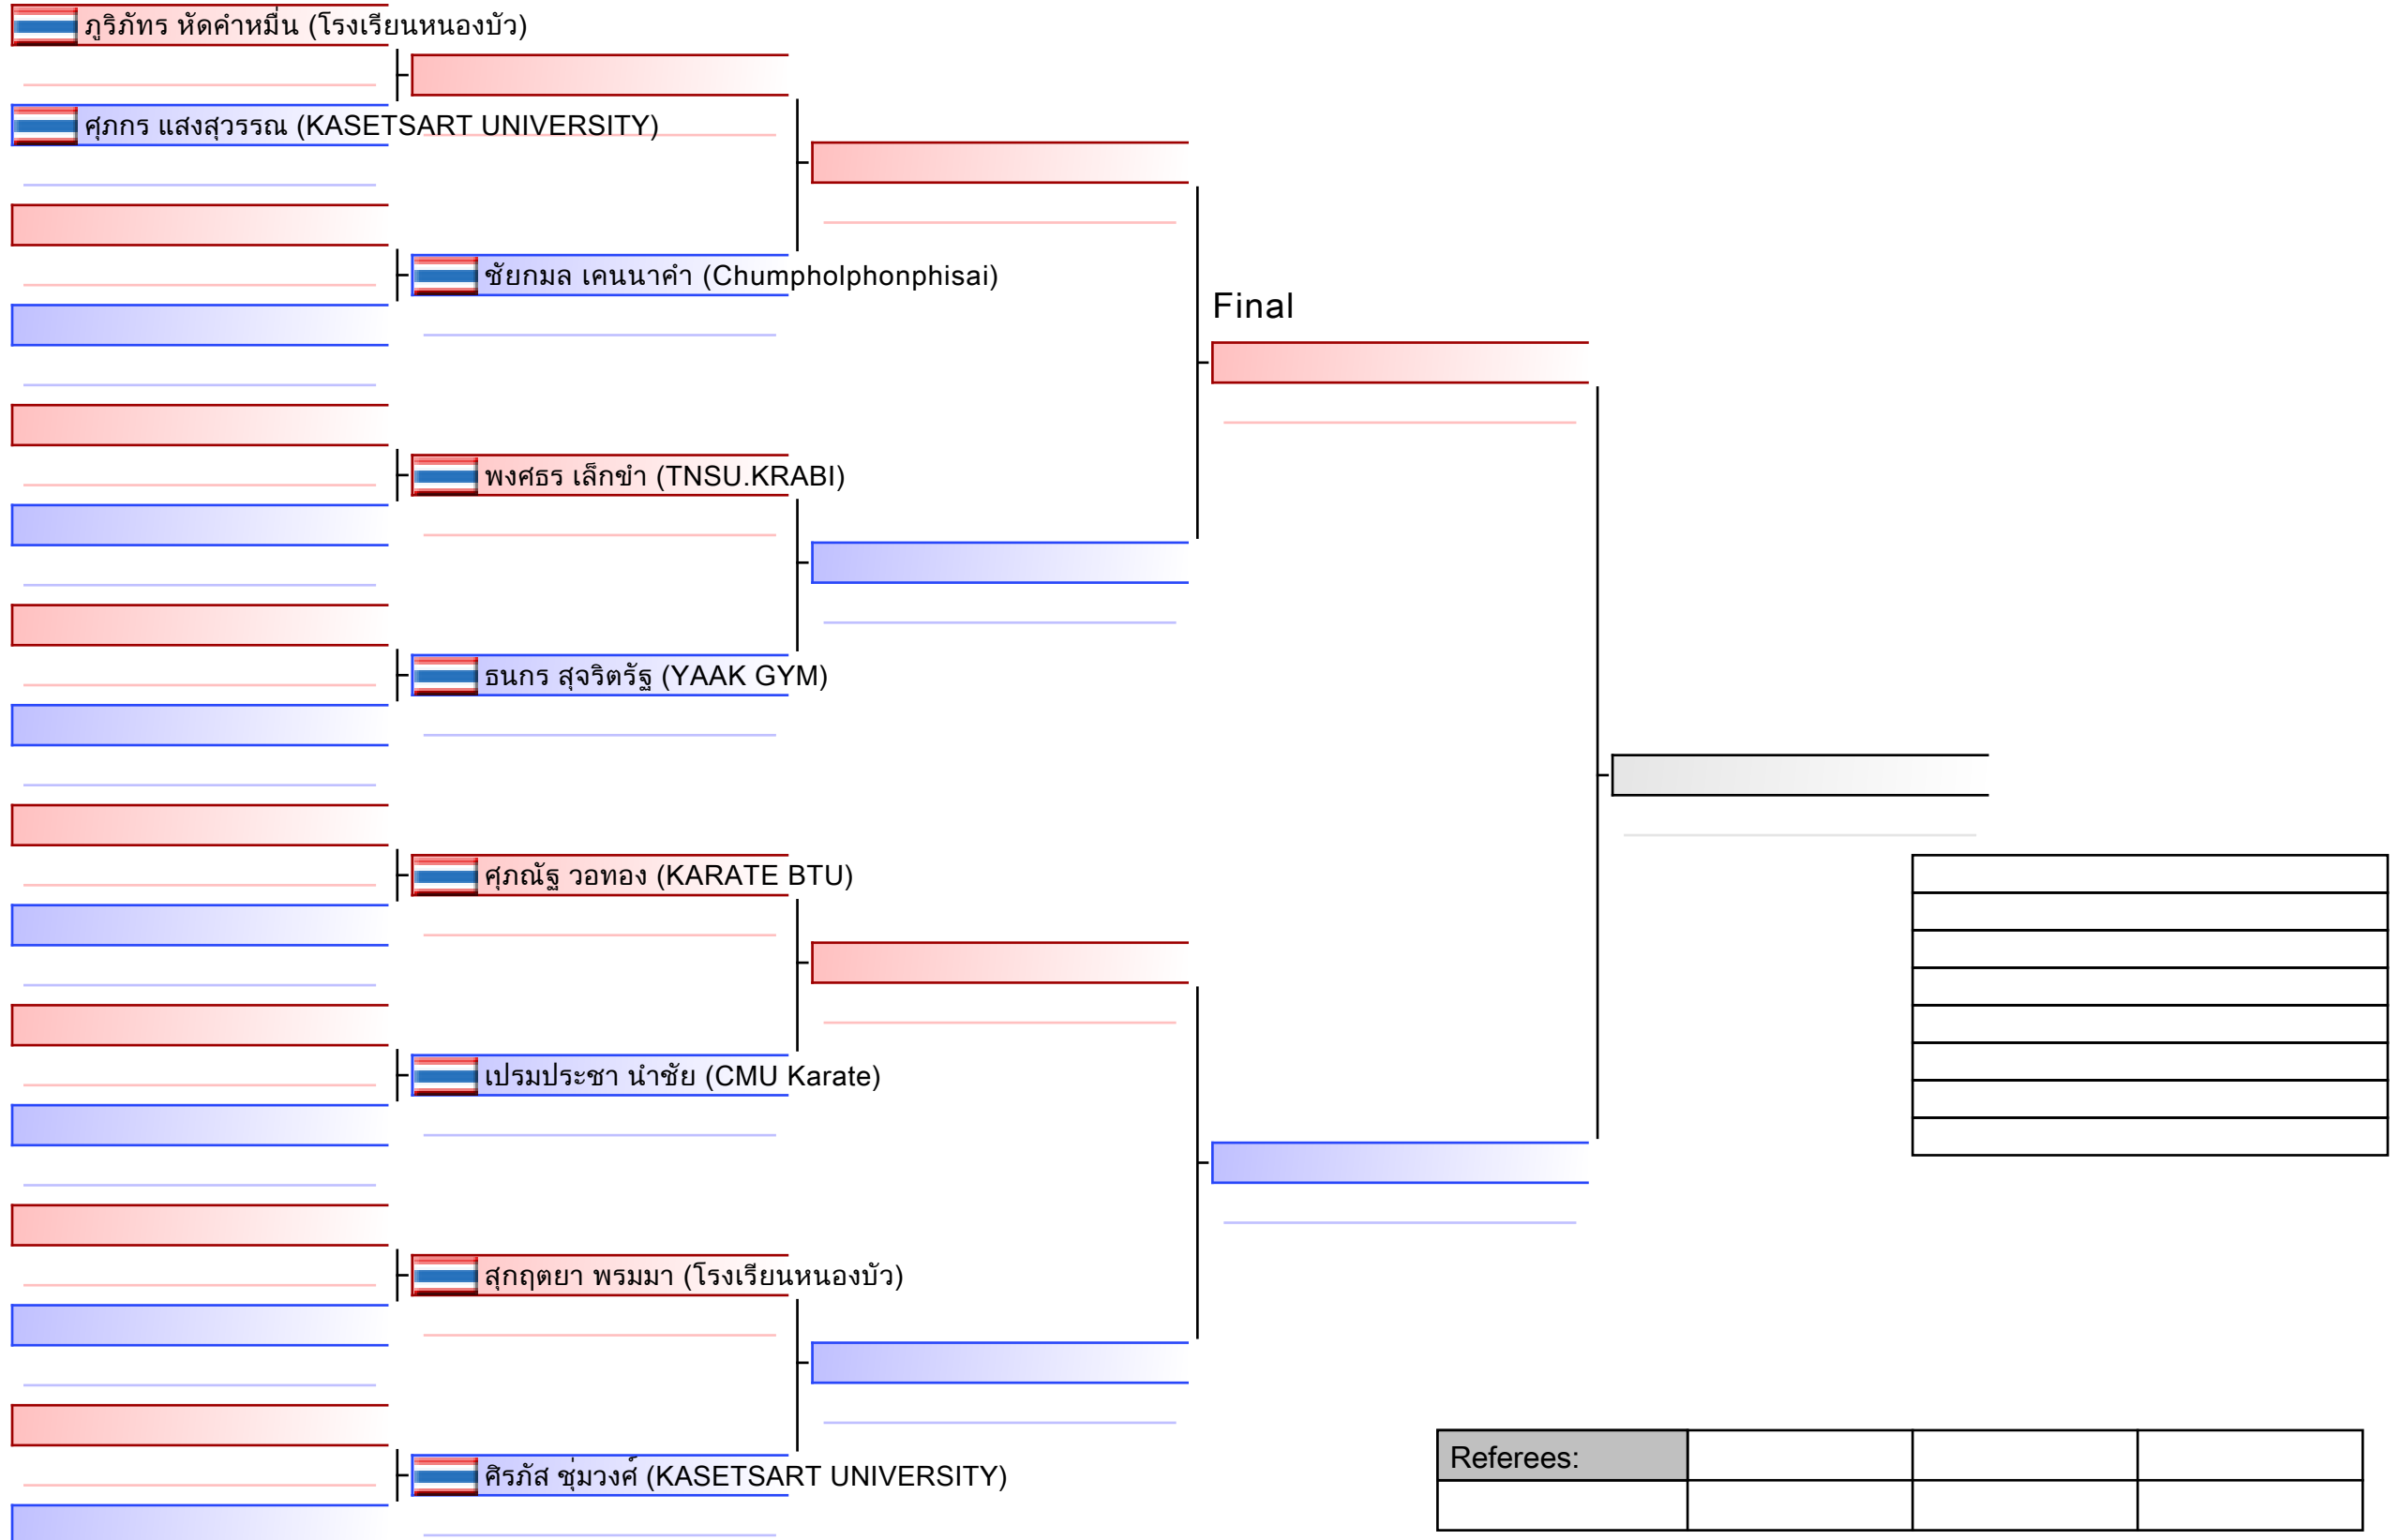 ภูริภัทร หัดคำหมื่น (โรงเรียนหนองบัว)
ศุภกร แสงสุวรรณ (KASETSART UNIVERSITY)
ชัยกมล เคนนาคำ (Chumpholphonphisai)
Final
พงศธร เล็กขำ (TNSU.KRABI)
ธนกร สุจริตรัฐ (YAAK GYM)
ศุภณัฐ วอทอง (KARATE BTU)
เปรมประชา นำชัย (CMU Karate)
สุกฤตยา พรมมา (โรงเรียนหนองบัว)
ศิรภัส ชุ่มวงศ์ (KASETSART UNIVERSITY)
Referees: